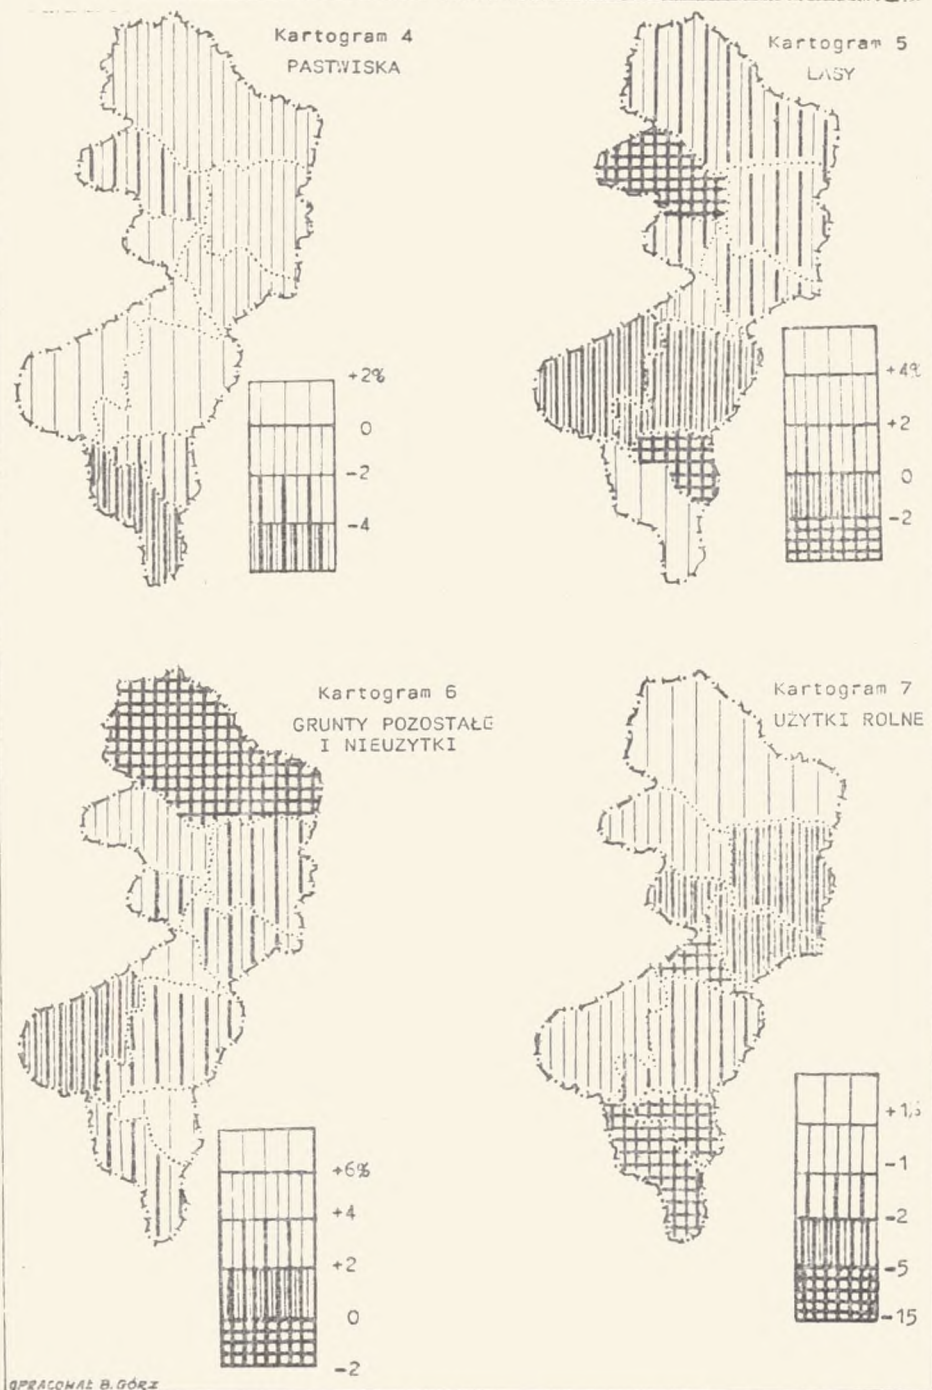 Kartogram 4
PASTWISKA
+2%
0
-2
-4
Kartogram 5
LASY
+4%
+2
0
-2
Kartogram 6
GRUNTY POZOSTAŁE
I NIEUZYTKI
+6%
+4
+2
0
-2
Kartogram 7
UŻYTKI ROLNE
-1
-2
-5
-15
OPRACOWAŁ B. GÓRZ